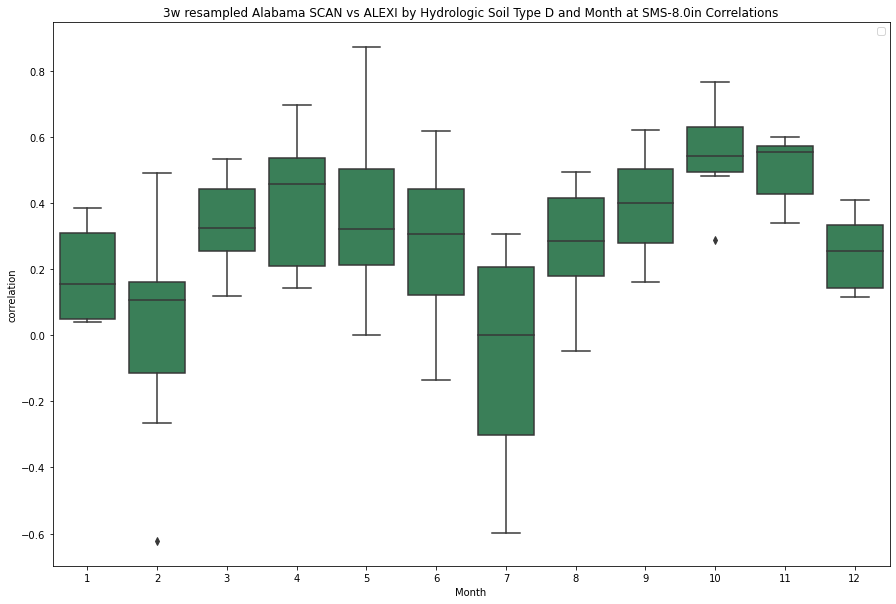 3w resampled Alabama SCAN vs ALEXI by Hydrologic Soil Type D and Month at SMS-8.0in Correlations
0.8
0.6
0.4
0.2
0.0
−0.2
−0.4
−0.6
correlation
1 2 3 4 5 6 7 8 9 10 11 12
Month